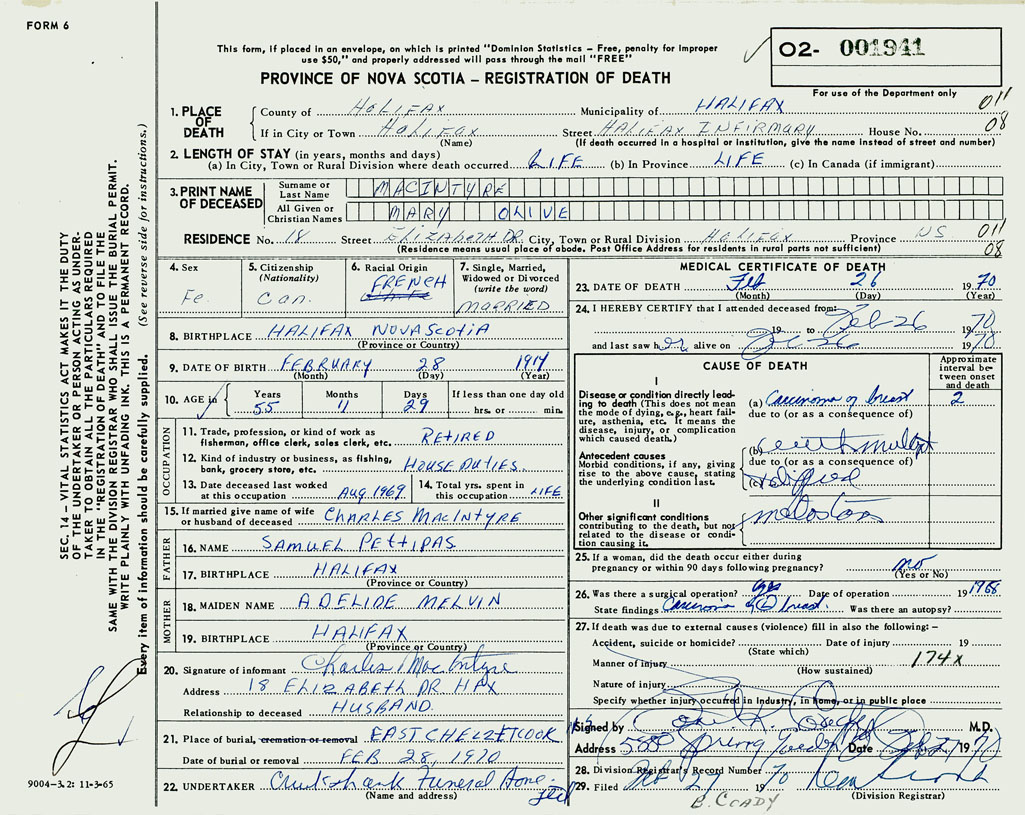 FORM 6
This form, if placed in an envelope, on which is printed "Dominion Statistics – Free, penalty for improper
use $50," and properly addressed will pass through the mail "FREE"
PROVINCE OF NOVA SCOTIA – REGISTRATION OF DEATH
02- 001941
For use of the Department only
1. PLACE OF DEATH
County of HALIFAX Municipality of HALIFAX 011
If in City or Town HALIFAX Street HALIFAX INFIRMARY House No. 08
(Name) (If death occurred in a hospital or institution, give the name instead of street and number)
2. LENGTH OF STAY (in years, months and days)
(a) In City, Town or Rural Division where death occurred LIFE (b) In Province LIFE (c) In Canada (if immigrant)
3. PRINT NAME OF DECEASED
Surname or Last Name MACINTYRE
All Given or Christian Names MARY OLIVE
RESIDENCE No. 18 Street ELIZABETH DR City, Town or Rural Division HALIFAX Province NS 011
(Residence means usual place of abode. Post Office Address for residents in rural parts not sufficient) 08
4. Sex Fe.
5. Citizenship (Nationality) Can.
6. Racial Origin FRENCH
7. Single, Married, Widowed or Divorced (write the word) MARRIED
8. BIRTHPLACE HALIFAX NOVA SCOTIA
(Province or Country)
9. DATE OF BIRTH FEBRUARY 28 1914
(Month) (Day) (Year)
10. AGE in Years 55 Months 11 Days 29 If less than one day old hrs. or min.
OCCUPATION
11. Trade, profession, or kind of work as fisherman, office clerk, sales clerk, etc. RETIRED
12. Kind of industry or business, as fishing, bank, grocery store, etc. HOUSE DUTIES
13. Date deceased last worked at this occupation AUG 1969
14. Total yrs. spent in this occupation LIFE
15. If married give name of wife or husband of deceased CHARLES MACINTYRE
FATHER
16. NAME SAMUEL PETTIPAS
17. BIRTHPLACE HALIFAX
(Province or Country)
MOTHER
18. MAIDEN NAME ADELIDE MELVIN
19. BIRTHPLACE HALIFAX
(Province or Country)
20. Signature of informant Charles MacIntyre
Address 18 ELIZABETH DR HAX
Relationship to deceased HUSBAND
21. Place of burial, cremation or removal EAST CHEZETCOOK
Date of burial or removal FEB 28, 1970
22. UNDERTAKER Cruikshank Funeral Home
(Name and address)
MEDICAL CERTIFICATE OF DEATH
23. DATE OF DEATH Feb 26 1970
(Month) (Day) (Year)
24. I HEREBY CERTIFY that I attended deceased from:
19 to Feb 26 1970
and last saw her alive on 1970
CAUSE OF DEATH
Approximate interval between onset and death
I
Disease or condition directly leading to death (This does not mean the mode of dying, e.g., heart failure, asthenia, etc. It means the disease, injury, or complication which caused death.)
(a) Carcinoma of breast 2
due to (or as a consequence of)
Antecedent causes
Morbid conditions, if any, giving rise to the above cause, stating the underlying condition last.
(b)
due to (or as a consequence of)
(c)
II
Other significant conditions contributing to the death, but not related to the disease or condition causing it.
25. If a woman, did the death occur either during pregnancy or within 90 days following pregnancy? no
(Yes or No)
26. Was there a surgical operation? yes Date of operation 1968
State findings Carcinoma of breast Was there an autopsy?
27. If death was due to external causes (violence) fill in also the following: –
Accident, suicide or homicide? Date of injury 19
(State which)
Manner of injury 174x
(How sustained)
Nature of injury
Specify whether injury occurred in industry, in home, or in public place
Signed by M.D.
Address Spring Garden Date Feb 27 1970
28. Division Registrar's Record Number
29. Filed Feb 27 1970
(Division Registrar)
SEC. 14 – VITAL STATISTICS ACT MAKES IT THE DUTY
OF THE UNDERTAKER OR PERSON ACTING AS UNDER-
TAKER TO OBTAIN ALL THE PARTICULARS REQUIRED
IN THE "REGISTRATION OF DEATH", AND TO FILE THE
SAME WITH THE DIVISION REGISTRAR WHO SHALL ISSUE THE BURIAL PERMIT.
WRITE PLAINLY WITH UNFADING INK. THIS IS A PERMANENT RECORD.
Every item of information should be carefully supplied. (See reverse side for instructions.)
9004-3.2: 11-3-65